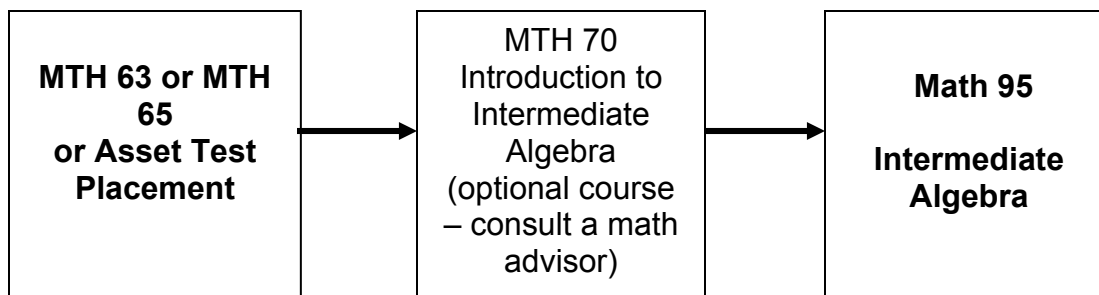 MTH 63 or MTH
65
or Asset Test
Placement
MTH 70
Introduction to
Intermediate
Algebra
(optional course
– consult a math
advisor)
Math 95
Intermediate
Algebra